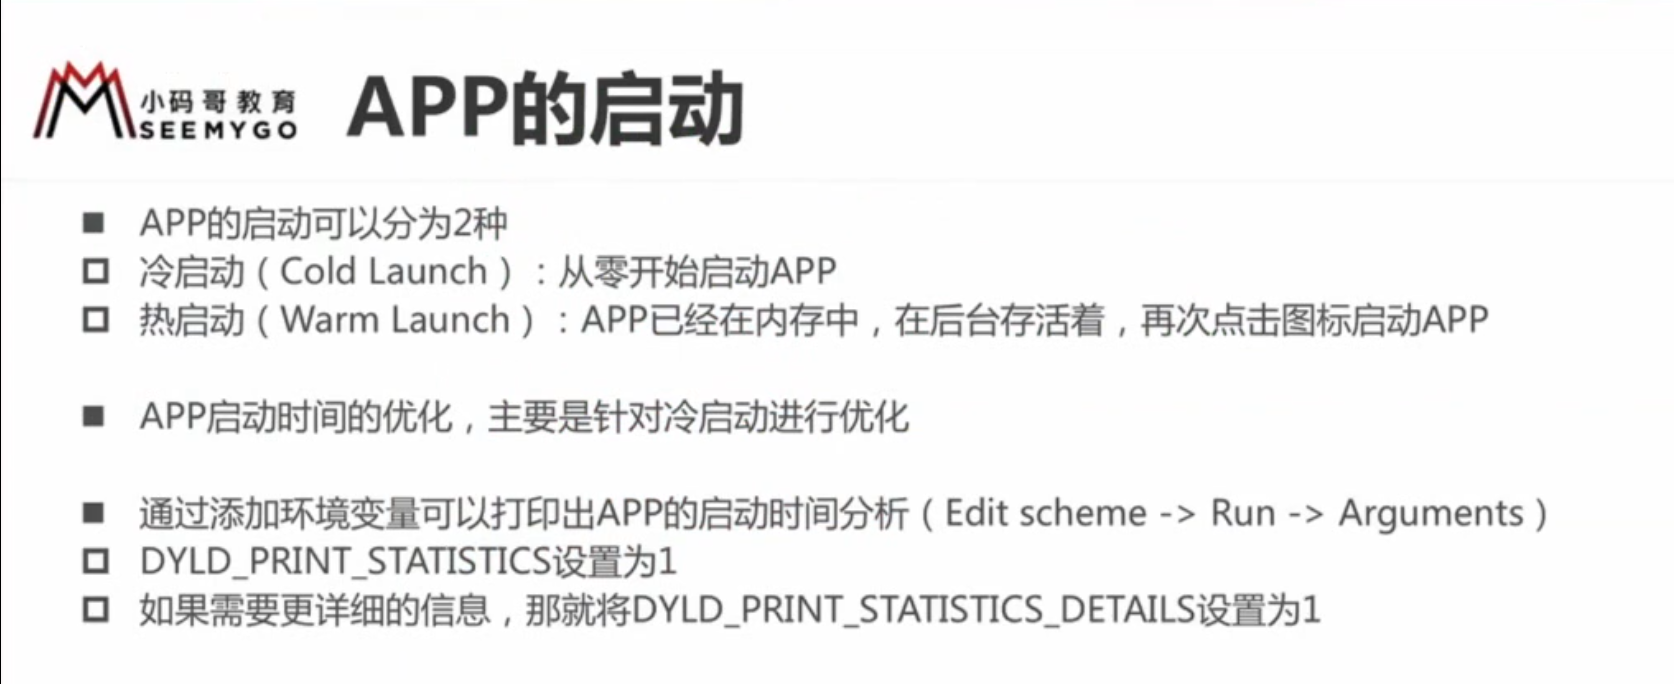 小码哥教育
SEEMYGO
APP的启动
APP的启动可以分为2种
冷启动（Cold Launch）：从零开始启动APP
热启动（Warm Launch）：APP已经在内存中，在后台存活着，再次点击图标启动APP
APP启动时间的优化，主要是针对冷启动进行优化
通过添加环境变量可以打印出APP的启动时间分析（Edit scheme -> Run -> Arguments）
DYLD_PRINT_STATISTICS设置为1
如果需要更详细的信息，那就将DYLD_PRINT_STATISTICS_DETAILS设置为1